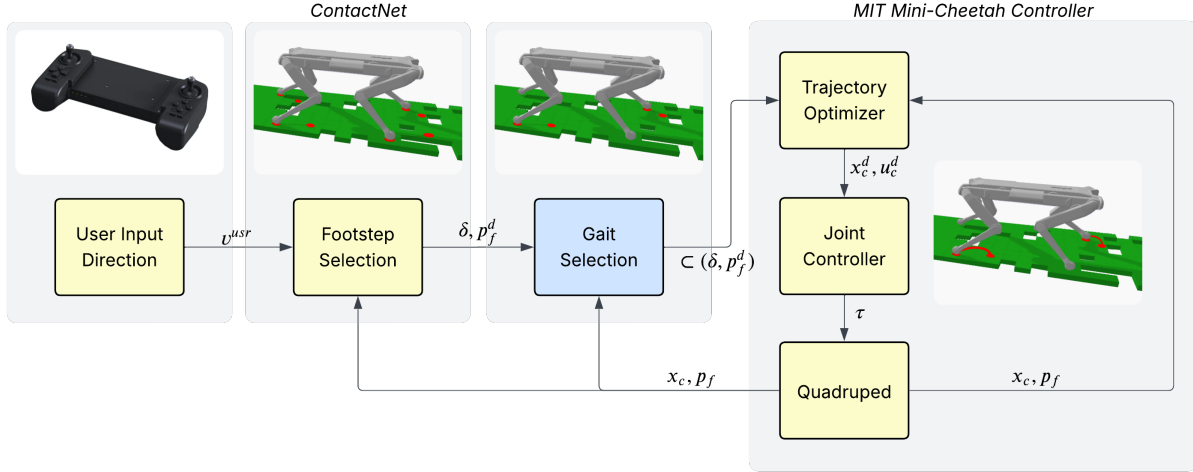 ContactNet
MIT Mini-Cheetah Controller
User Input
Direction
v^{usr}
Footstep
Selection
δ, p_f^d
Gait
Selection
⊂ (δ, p_f^d)
Trajectory
Optimizer
x_c^d, u_c^d
Joint
Controller
τ
Quadruped
x_c, p_f
x_c, p_f